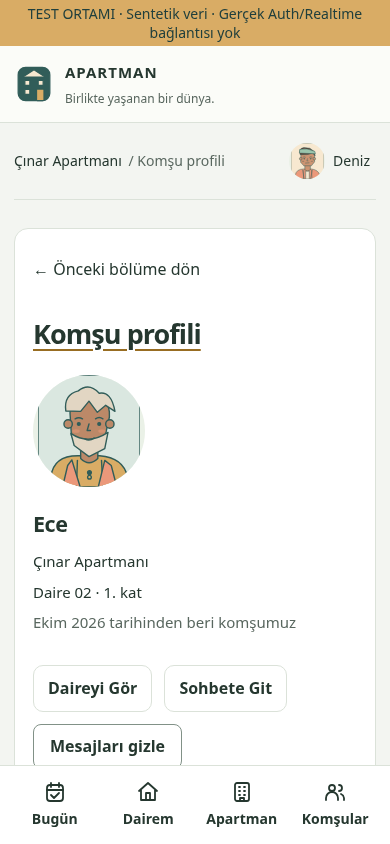 TEST ORTAMI · Sentetik veri · Gerçek Auth/Realtime
bağlantısı yok
APARTMAN
Birlikte yaşanan bir dünya.
Çınar Apartmanı / Komşu profili
Deniz
← Önceki bölüme dön
Komşu profili
Ece
Çınar Apartmanı
Daire 02 · 1. kat
Ekim 2026 tarihinden beri komşumuz
Daireyi Gör
Sohbete Git
Mesajları gizle
Bugün
Dairem
Apartman
Komşular